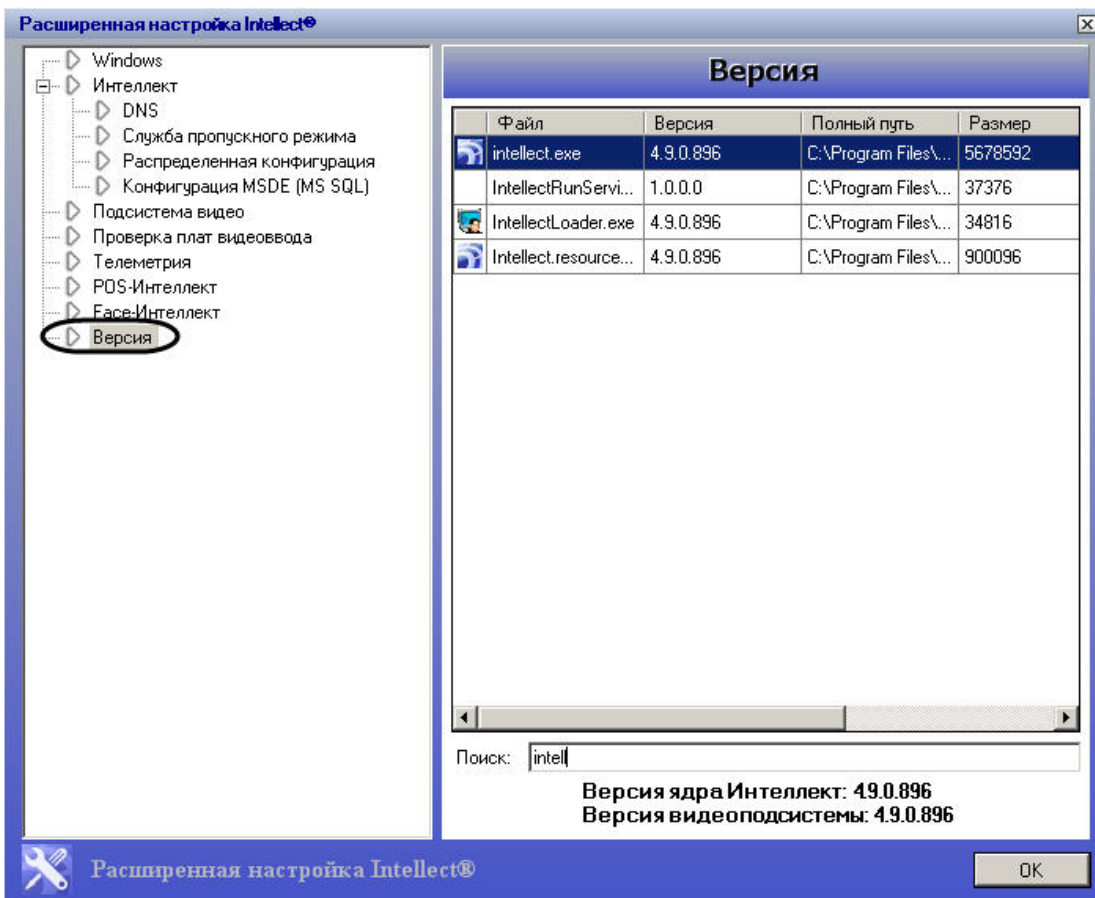 Расширенная настройка Intellect®
Windows
Интеллект
DNS
Служба пропускного режима
Распределенная конфигурация
Конфигурация MSDE (MS SQL)
Подсистема видео
Проверка плат видеоввода
Телеметрия
POS-Интеллект
Face-Интеллект
Версия
Версия
Файл Версия Полный путь Размер
intellect.exe 4.9.0.896 C:\Program Files\... 5678592
IntellectRunServi... 1.0.0.0 C:\Program Files\... 37376
IntellectLoader.exe 4.9.0.896 C:\Program Files\... 34816
Intellect.resource... 4.9.0.896 C:\Program Files\... 900096
Поиск: intell
Версия ядра Интеллект: 4.9.0.896
Версия видеоподсистемы: 4.9.0.896
Расширенная настройка Intellect®
OK